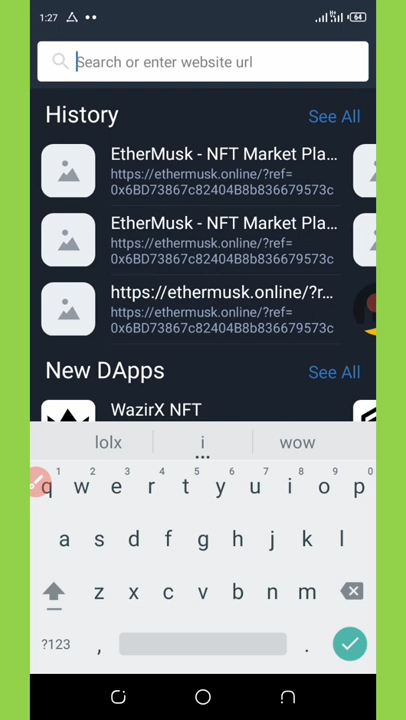 1:27
64
Search or enter website url
History
See All
EtherMusk - NFT Market Pla...
https://ethermusk.online/?ref=
0x6BD73867c82404B8b836679573c
EtherMusk - NFT Market Pla...
https://ethermusk.online/?ref=
0x6BD73867c82404B8b836679573c
https://ethermusk.online/?r...
https://ethermusk.online/?ref=
0x6BD73867c82404B8b836679573c
New DApps
See All
WazirX NFT
lolx i wow
1 2 3 4 5 6 7 8 9 0
q w e r t y u i o p
a s d f g h j k l
z x c v b n m
?123 , .